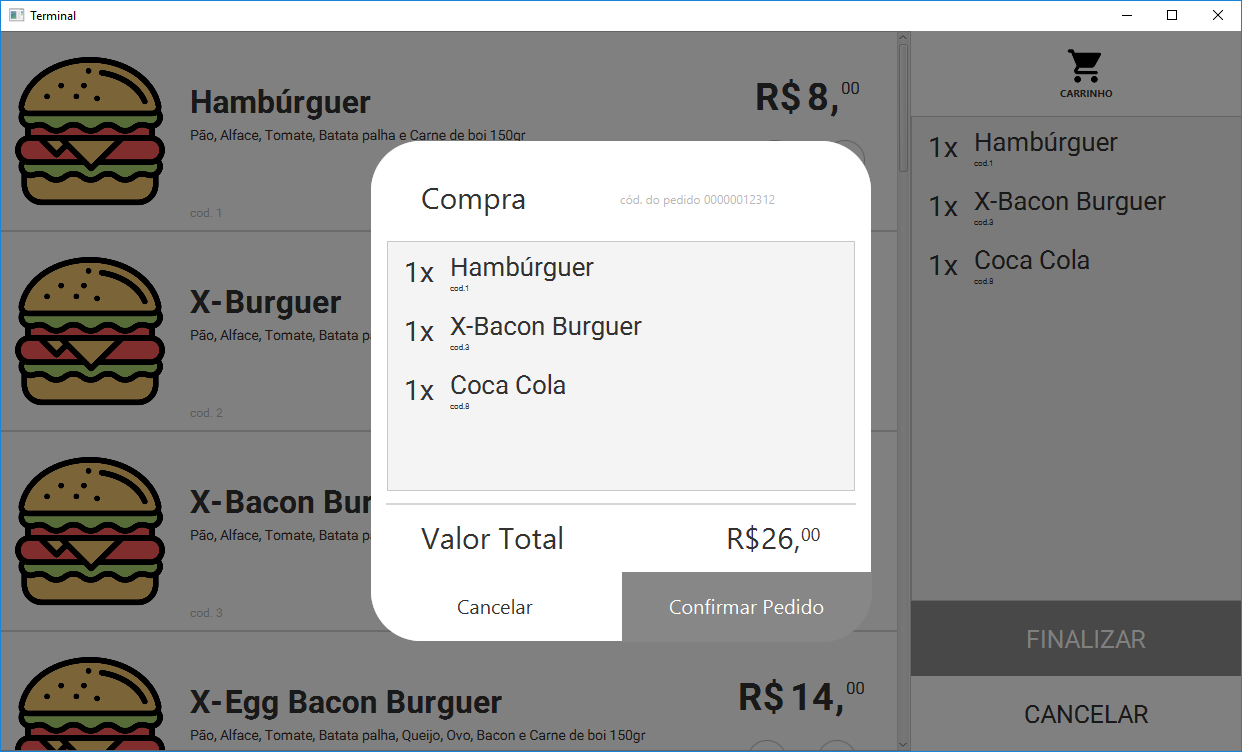 Terminal
Hambúrguer
R$ 8,00
Pão, Alface, Tomate, Batata palha e Carne de boi 150gr
cod. 1
X-Burguer
Pão, Alface, Tomate, Batata
cod. 2
X-Bacon Bur
Pão, Alface, Tomate, Batata
cod. 3
X-Egg Bacon Burguer
R$ 14,00
Pão, Alface, Tomate, Batata palha, Queijo, Ovo, Bacon e Carne de boi 150gr
Compra
cód. do pedido 00000012312
1x Hambúrguer
cod.1
1x X-Bacon Burguer
cod.3
1x Coca Cola
cod.8
Valor Total
R$26,00
Cancelar
Confirmar Pedido
CARRINHO
1x Hambúrguer
cod.1
1x X-Bacon Burguer
cod.3
1x Coca Cola
cod.8
FINALIZAR
CANCELAR